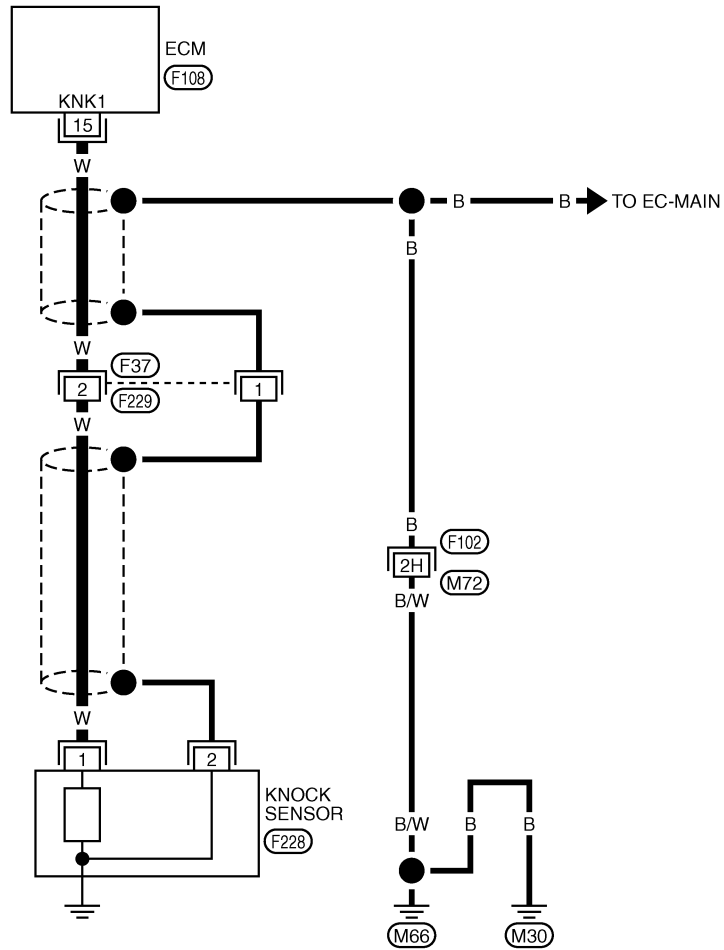 ECM
F108
KNK1
15
W
B
B
TO EC-MAIN
B
W
F37
2
1
F229
W
B
F102
2H
M72
B/W
W
1
2
KNOCK
SENSOR
F228
B/W
B
B
M66
M30